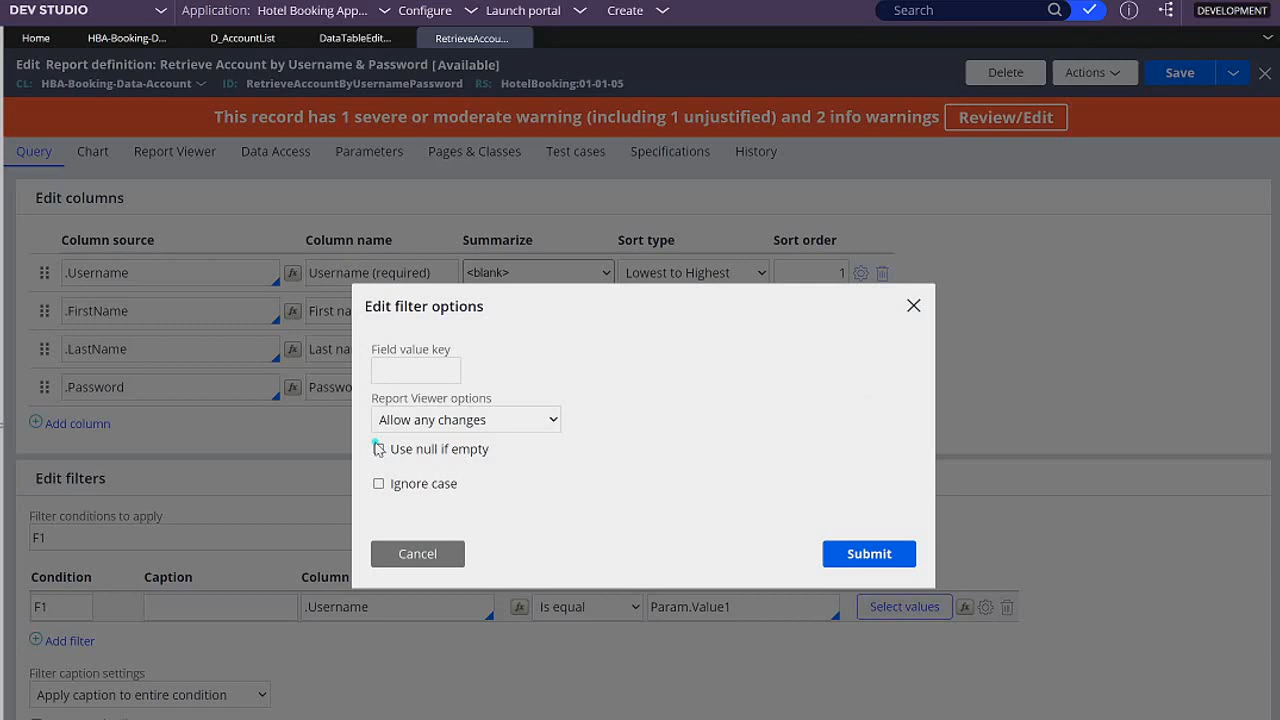 DEV STUDIO Application: Hotel Booking App... Configure Launch portal Create Search DEVELOPMENT
Home HBA-Booking-D... D_AccountList DataTableEdit... RetrieveAccou...
Edit Report definition: Retrieve Account by Username & Password [Available]
CL: HBA-Booking-Data-Account ID: RetrieveAccountByUsernamePassword RS: HotelBooking:01-01-05
Delete Actions Save
This record has 1 severe or moderate warning (including 1 unjustified) and 2 info warnings Review/Edit
Query Chart Report Viewer Data Access Parameters Pages & Classes Test cases Specifications History
Edit columns
Column source Column name Summarize Sort type Sort order
.Username fx Username (required) <blank> Lowest to Highest 1
.FirstName fx First na
.LastName fx Last na
.Password fx Passwo
Add column
Edit filter options
Field value key
Report Viewer options
Allow any changes
Use null if empty
Ignore case
Cancel Submit
Edit filters
Filter conditions to apply
F1
Condition Caption Column
F1 .Username fx Is equal Param.Value1 Select values fx
Add filter
Filter caption settings
Apply caption to entire condition